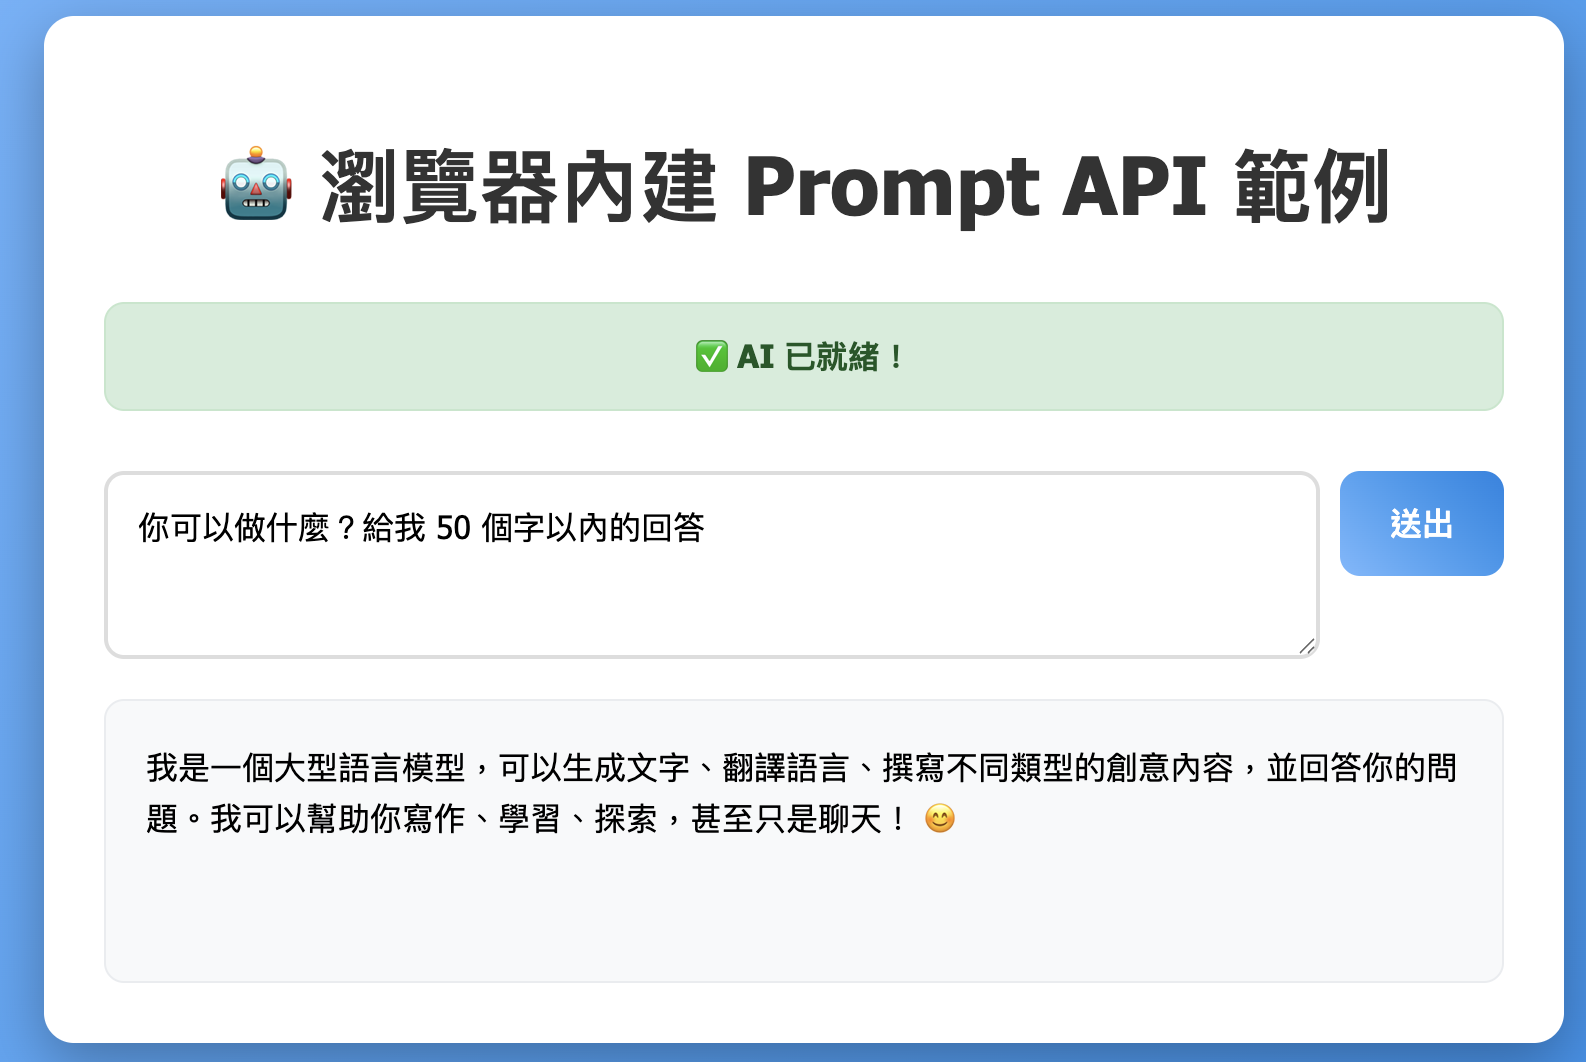 🤖 瀏覽器內建 Prompt API 範例
✅ AI 已就緒！
你可以做什麼？給我 50 個字以內的回答
送出
我是一個大型語言模型，可以生成文字、翻譯語言、撰寫不同類型的創意內容，並回答你的問
題。我可以幫助你寫作、學習、探索，甚至只是聊天！ 😊